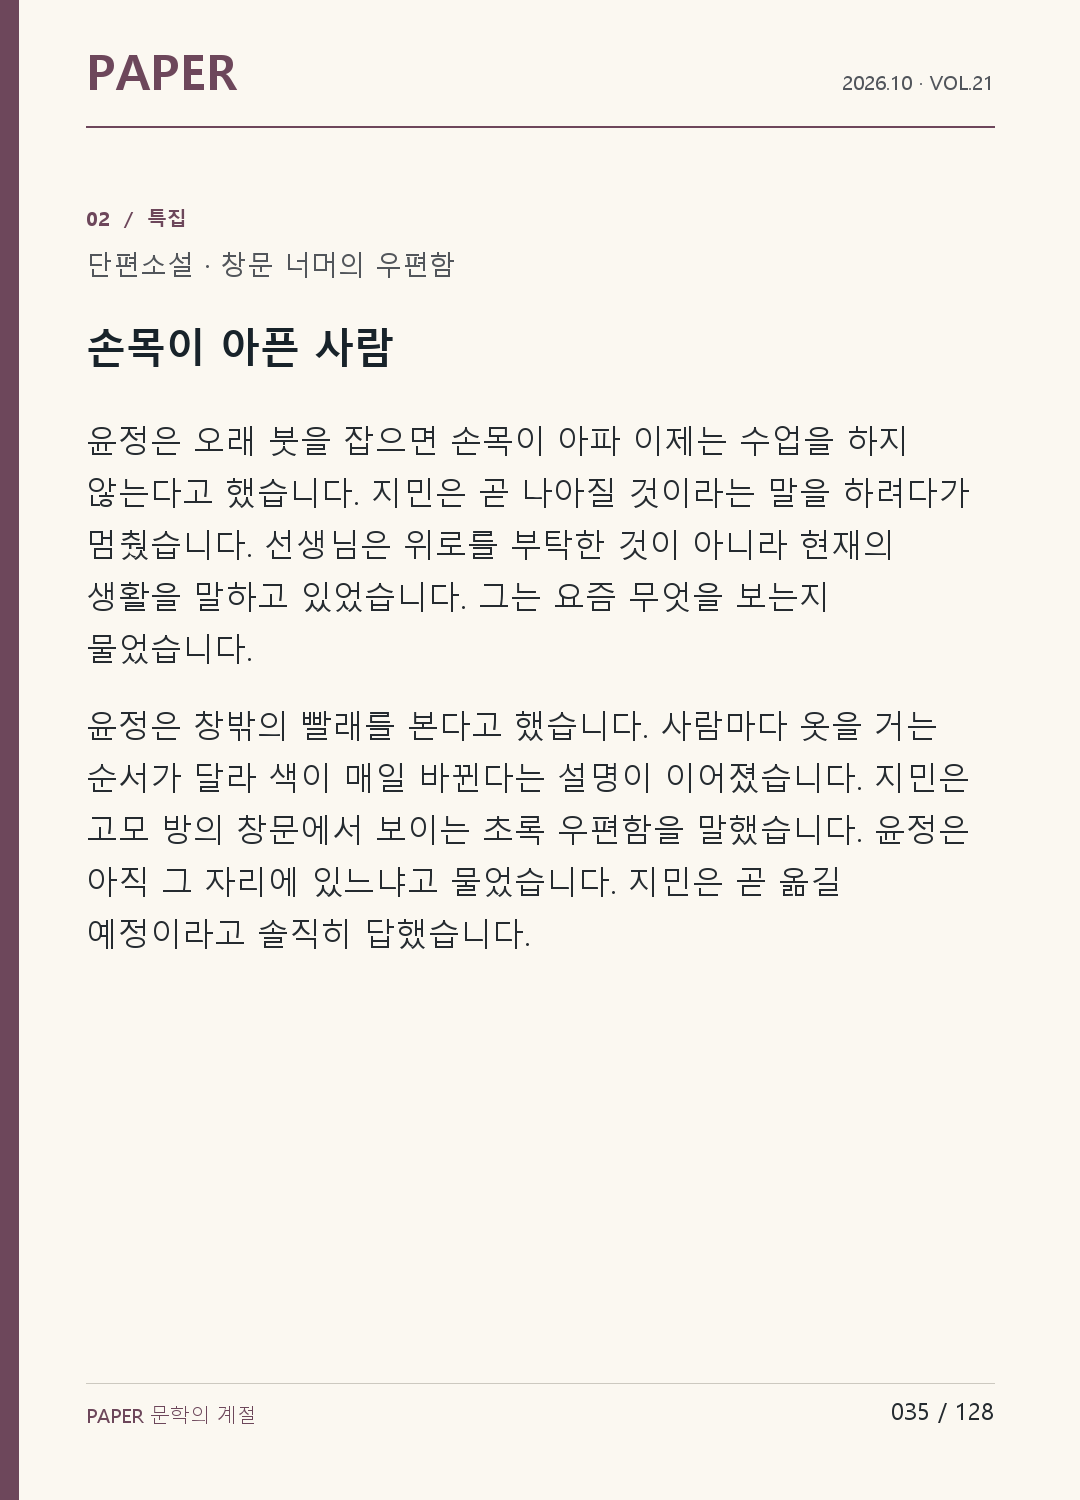 PAPER
2026.10 · VOL.21
02 / 특집
단편소설 · 창문 너머의 우편함
손목이 아픈 사람
윤정은 오래 붓을 잡으면 손목이 아파 이제는 수업을 하지
않는다고 했습니다. 지민은 곧 나아질 것이라는 말을 하려다가
멈췄습니다. 선생님은 위로를 부탁한 것이 아니라 현재의
생활을 말하고 있었습니다. 그는 요즘 무엇을 보는지
물었습니다.
윤정은 창밖의 빨래를 본다고 했습니다. 사람마다 옷을 거는
순서가 달라 색이 매일 바뀐다는 설명이 이어졌습니다. 지민은
고모 방의 창문에서 보이는 초록 우편함을 말했습니다. 윤정은
아직 그 자리에 있느냐고 물었습니다. 지민은 곧 옮길
예정이라고 솔직히 답했습니다.
PAPER 문학의 계절
035 / 128